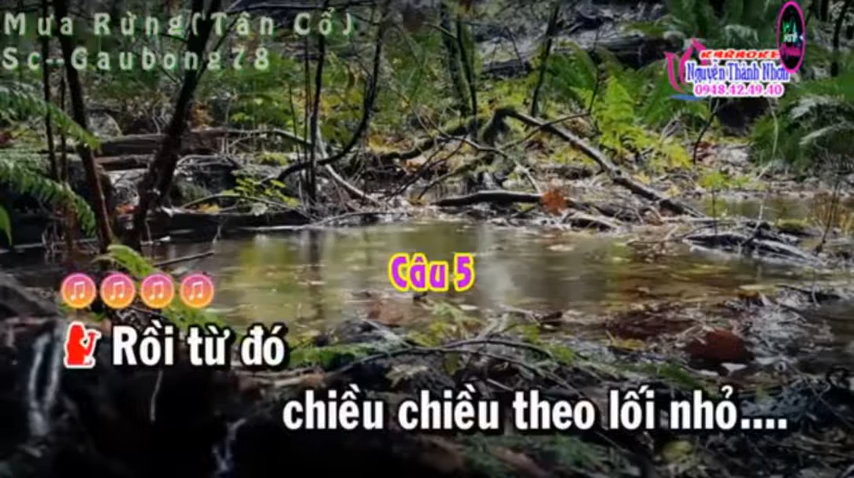 Mưa Rừng(Tân Cổ)
Sc--Gaubong78
KARAOKE
Nguyễn Thành Nhơn
0948.42.49.40
Câu 5
Rồi từ đó
chiều chiều theo lối nhỏ....